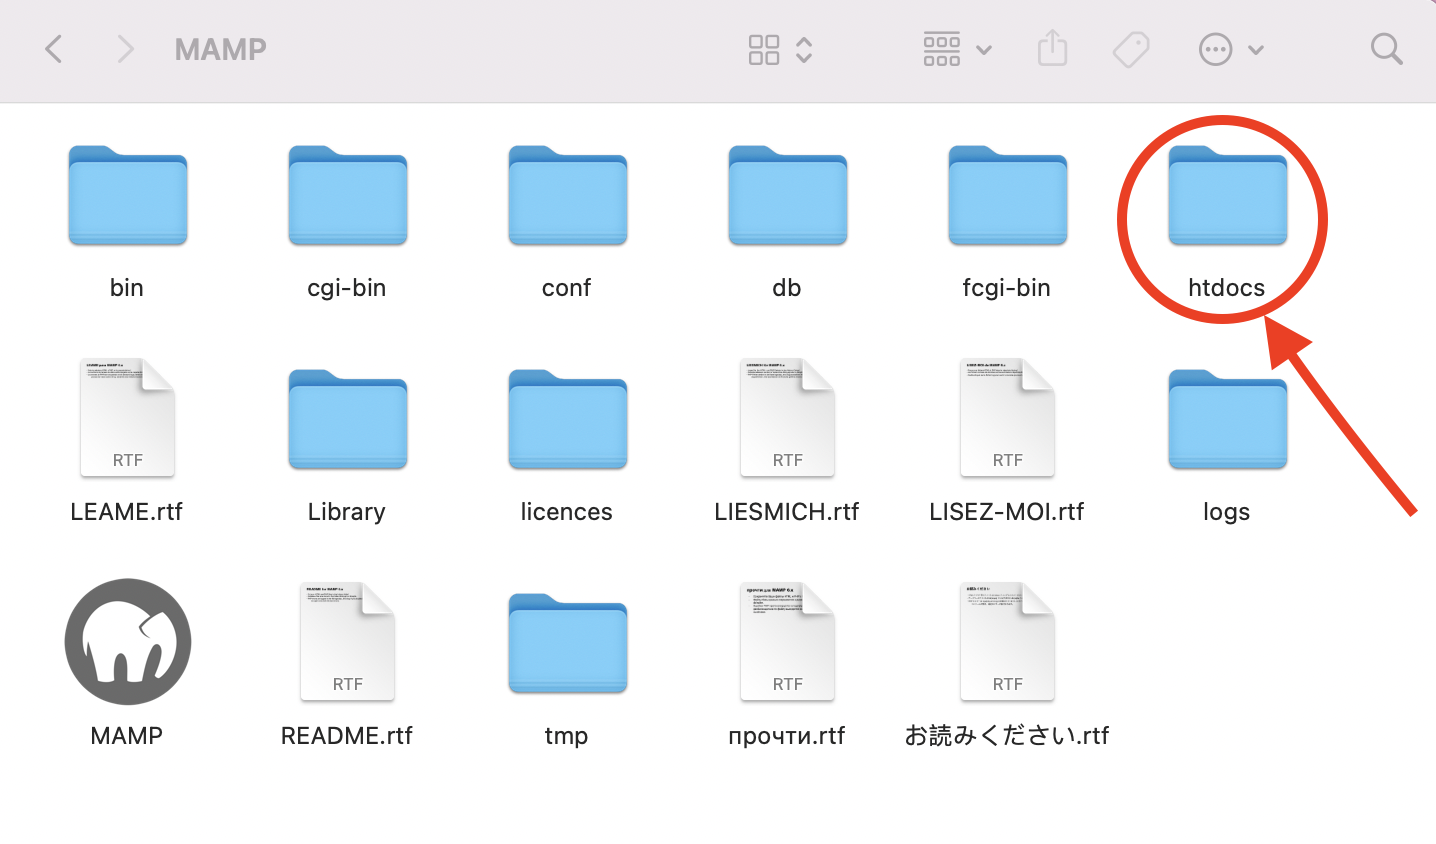 MAMP
bin
cgi-bin
conf
db
fcgi-bin
htdocs
RTF
RTF
RTF
LEAME.rtf
Library
licences
LIESMICH.rtf
LISEZ-MOI.rtf
logs
RTF
RTF
RTF
MAMP
README.rtf
tmp
прочти.rtf
お読みください.rtf